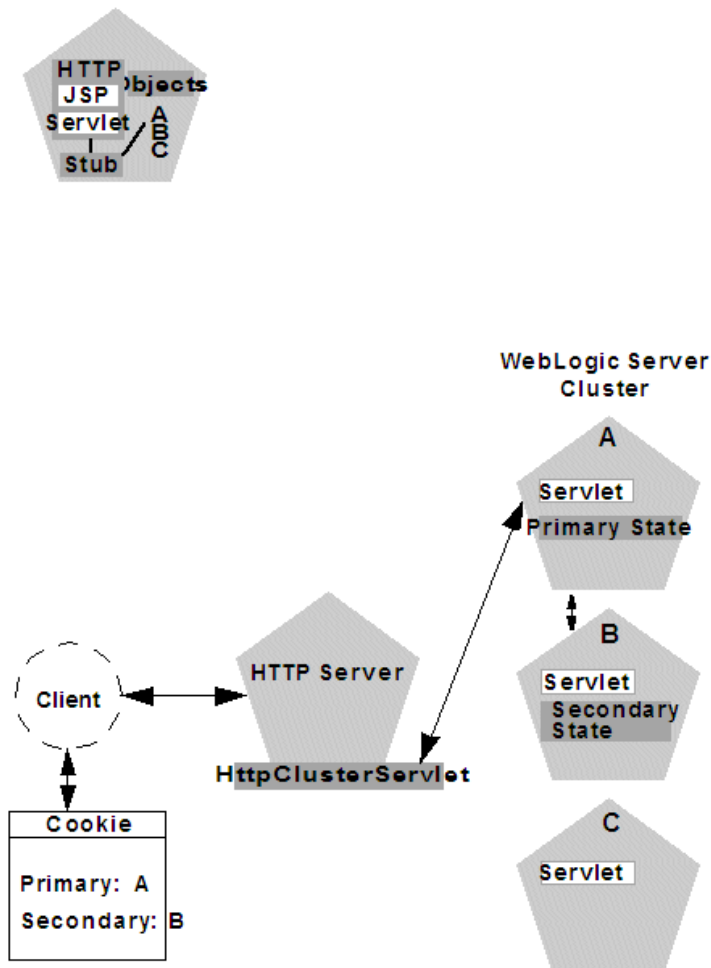 HTTP
Objects
JSP
Servlet
A
B
C
Stub
WebLogic Server
Cluster
A
Servlet
Primary State
B
Servlet
Secondary
State
HTTP Server
Client
HttpClusterServlet
Cookie
Primary: A
Secondary: B
C
Servlet